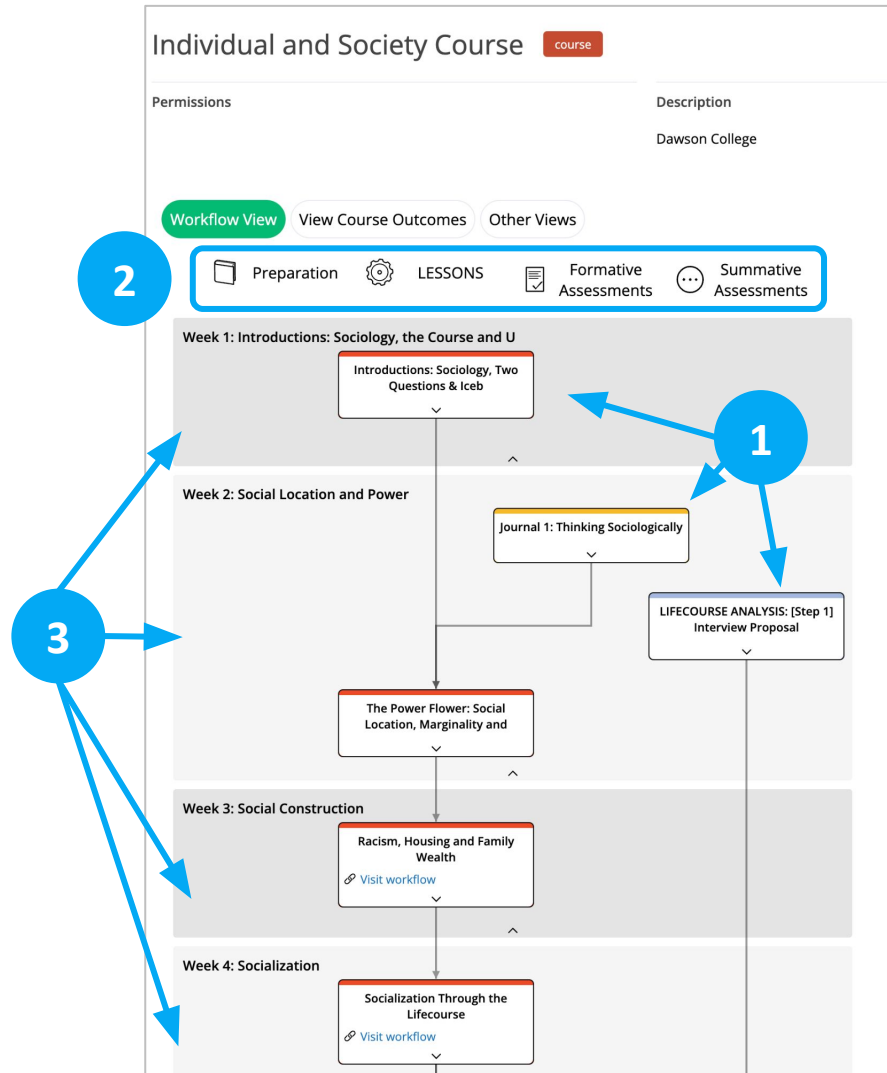 Individual and Society Course
course
Permissions
Description
Dawson College
Workflow View
View Course Outcomes
Other Views
2
Preparation
LESSONS
Formative
Assessments
Summative
Assessments
Week 1: Introductions: Sociology, the Course and U
Introductions: Sociology, Two
Questions & Iceb
1
Week 2: Social Location and Power
Journal 1: Thinking Sociologically
LIFECOURSE ANALYSIS: [Step 1]
Interview Proposal
3
The Power Flower: Social
Location, Marginality and
Week 3: Social Construction
Racism, Housing and Family
Wealth
Visit workflow
Week 4: Socialization
Socialization Through the
Lifecourse
Visit workflow